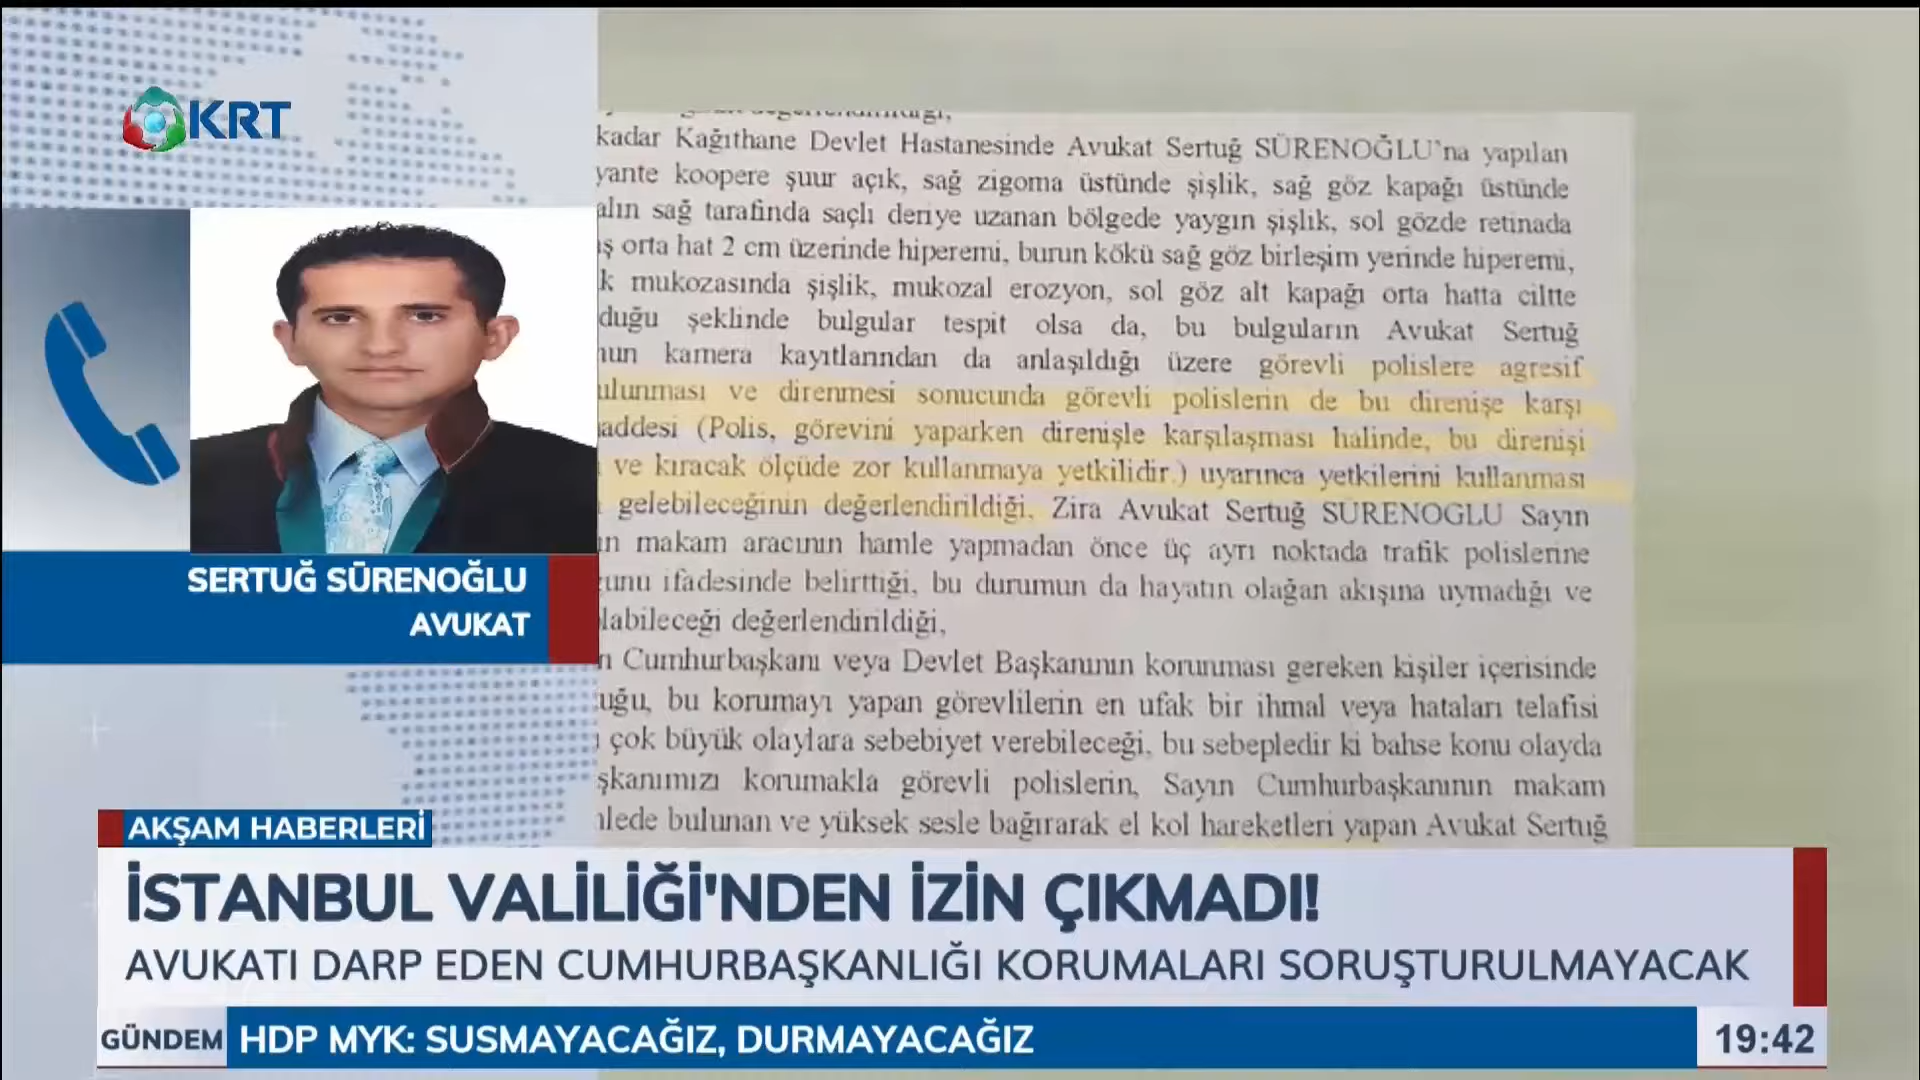 KRT
değerlendirildiği,
kadar Kağıthane Devlet Hastanesinde Avukat Sertuğ SÜRENOĞLU'na yapılan
koopere şuur açık, sağ zigoma üstünde şişlik, sağ göz kapağı üstünde
alın sağ tarafında saçlı deriye uzanan bölgede yaygın şişlik, sol gözde retinada
orta hat 2 cm üzerinde hiperemi, burun kökü sağ göz birleşim yerinde hiperemi,
mukozasında şişlik, mukozal erozyon, sol göz alt kapağı orta hatta ciltte
duğu şeklinde bulgular tespit olsa da, bu bulguların Avukat Sertuğ
nun kamera kayıtlarından da anlaşıldığı üzere görevli polislere agresif
ulunması ve direnmesi sonucunda görevli polislerin de bu direnişe karşı
addesi (Polis, görevini yaparken direnişle karşılaşması halinde, bu direnişi
ve kıracak ölçüde zor kullanmaya yetkilidir.) uyarınca yetkilerini kullanması
gelebileceğinin değerlendirildiği, Zira Avukat Sertuğ SÜRENOĞLU Sayın
ın makam aracının hamle yapmadan önce üç ayrı noktada trafik polislerine
ğunu ifadesinde belirttiği, bu durumun da hayatın olağan akışına uymadığı ve
labileceği değerlendirildiği,
n Cumhurbaşkanı veya Devlet Başkanının korunması gereken kişiler içerisinde
uğu, bu korumayı yapan görevlilerin en ufak bir ihmal veya hataları telafisi
çok büyük olaylara sebebiyet verebileceği, bu sebepledir ki bahse konu olayda
şkanımızı korumakla görevli polislerin, Sayın Cumhurbaşkanının makam
mlede bulunan ve yüksek sesle bağırarak el kol hareketleri yapan Avukat Sertuğ
SERTUĞ SÜRENOĞLU
AVUKAT
AKŞAM HABERLERİ
İSTANBUL VALİLİĞİ'NDEN İZİN ÇIKMADI!
AVUKATI DARP EDEN CUMHURBAŞKANLIĞI KORUMALARI SORUŞTURULMAYACAK
GÜNDEM HDP MYK: SUSMAYACAĞIZ, DURMAYACAĞIZ 19:42